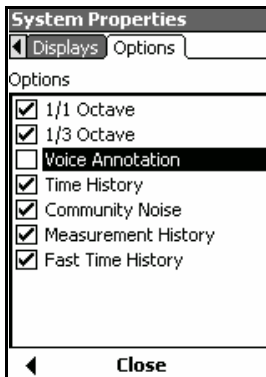 System Properties
Displays Options
Options
1/1 Octave
1/3 Octave
Voice Annotation
Time History
Community Noise
Measurement History
Fast Time History
Close